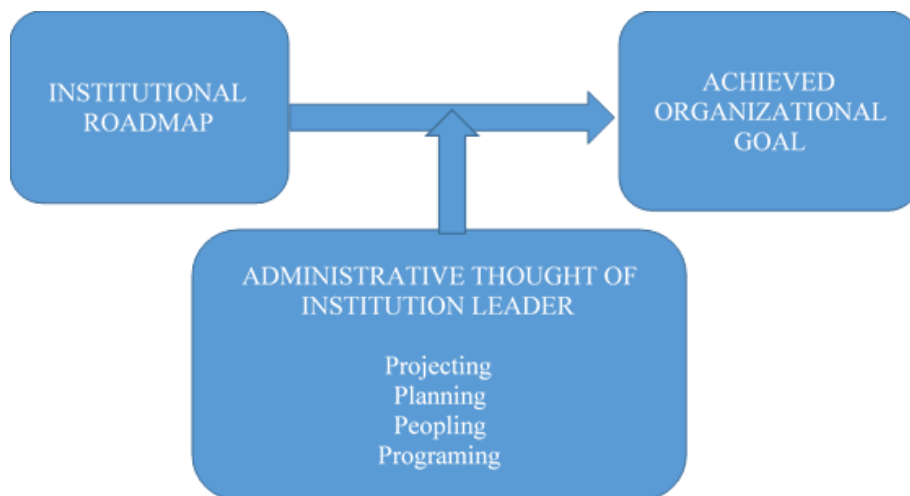 INSTITUTIONAL
ROADMAP
ACHIEVED
ORGANIZATIONAL
GOAL
ADMINISTRATIVE THOUGHT OF
INSTITUTION LEADER
Projecting
Planning
Peopling
Programing